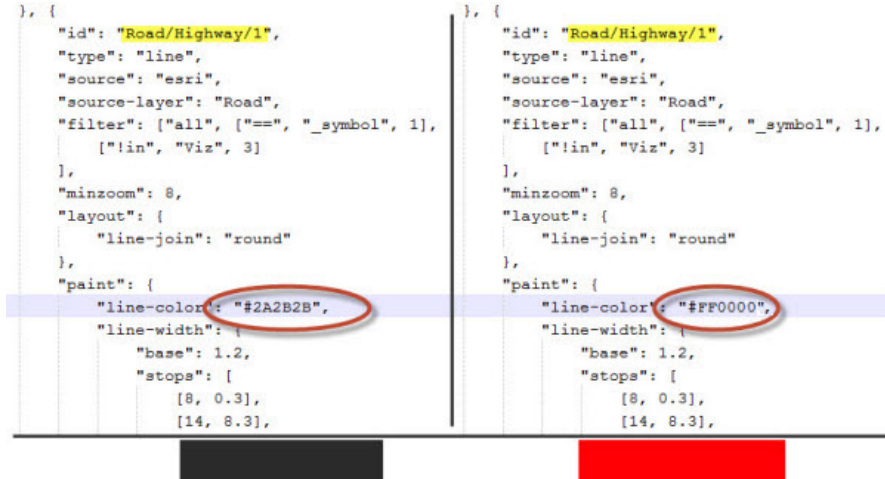 }, {
"id": "Road/Highway/1",
"type": "line",
"source": "esri",
"source-layer": "Road",
"filter": ["all", ["==", "_symbol", 1],
["!in", "Viz", 3]
],
"minzoom": 8,
"layout": {
"line-join": "round"
},
"paint": {
"line-color": "#2A2B2B",
"line-width": {
"base": 1.2,
"stops": [
[8, 0.3],
[14, 8.3],
}, {
"id": "Road/Highway/1",
"type": "line",
"source": "esri",
"source-layer": "Road",
"filter": ["all", ["==", "_symbol", 1],
["!in", "Viz", 3]
],
"minzoom": 8,
"layout": {
"line-join": "round"
},
"paint": {
"line-color": "#FF0000",
"line-width": {
"base": 1.2,
"stops": [
[8, 0.3],
[14, 8.3],